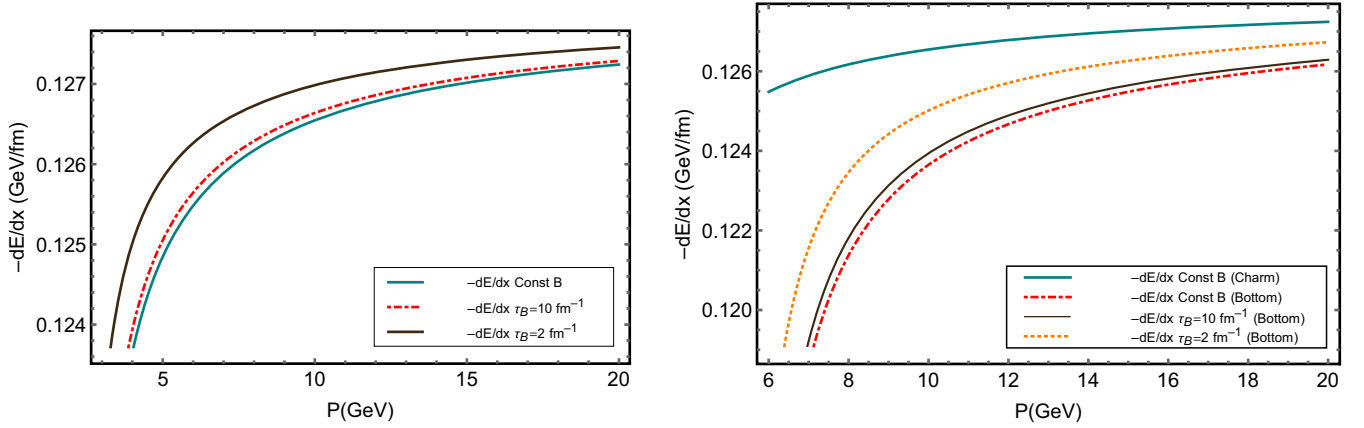 0.127
0.126
0.125
0.124
−dE/dx (GeV/fm)
5
10
15
20
P(GeV)
−dE/dx Const B
−dE/dx τB=10 fm−1
−dE/dx τB=2 fm−1
0.126
0.124
0.122
0.120
−dE/dx (GeV/fm)
6
8
10
12
14
16
18
20
P(GeV)
−dE/dx Const B (Charm)
−dE/dx Const B (Bottom)
−dE/dx τB=10 fm−1 (Bottom)
−dE/dx τB=2 fm−1 (Bottom)